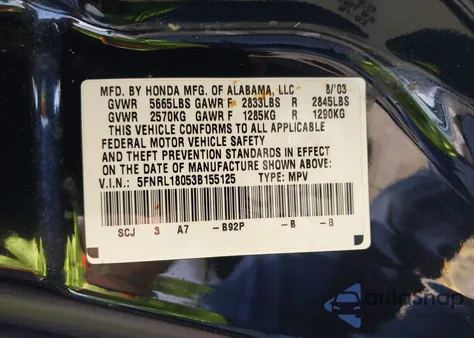 MFD. BY HONDA MFG. OF ALABAMA, LLC 8/'03
GVWR 5665LBS GAWR F 2833LBS R 2845LBS
GVWR 2570KG GAWR F 1285KG R 1290KG
THIS VEHICLE CONFORMS TO ALL APPLICABLE
FEDERAL MOTOR VEHICLE SAFETY
AND THEFT PREVENTION STANDARDS IN EFFECT
ON THE DATE OF MANUFACTURE SHOWN ABOVE:
V.I.N: 5FNRL18053B155125 TYPE: MPV
SCJ 3 A7 – B92P – B – B
autoSnap